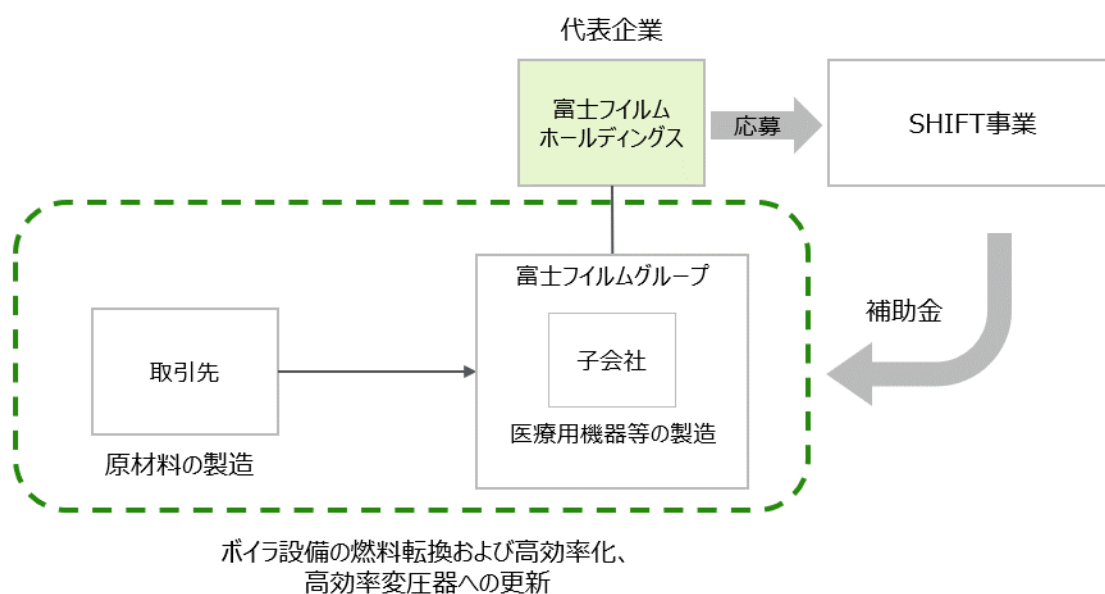 代表企業
富士フイルム
ホールディングス
応募
SHIFT事業
富士フイルムグループ
補助金
取引先
子会社
医療用機器等の製造
原材料の製造
ボイラ設備の燃料転換および高効率化、
高効率変圧器への更新